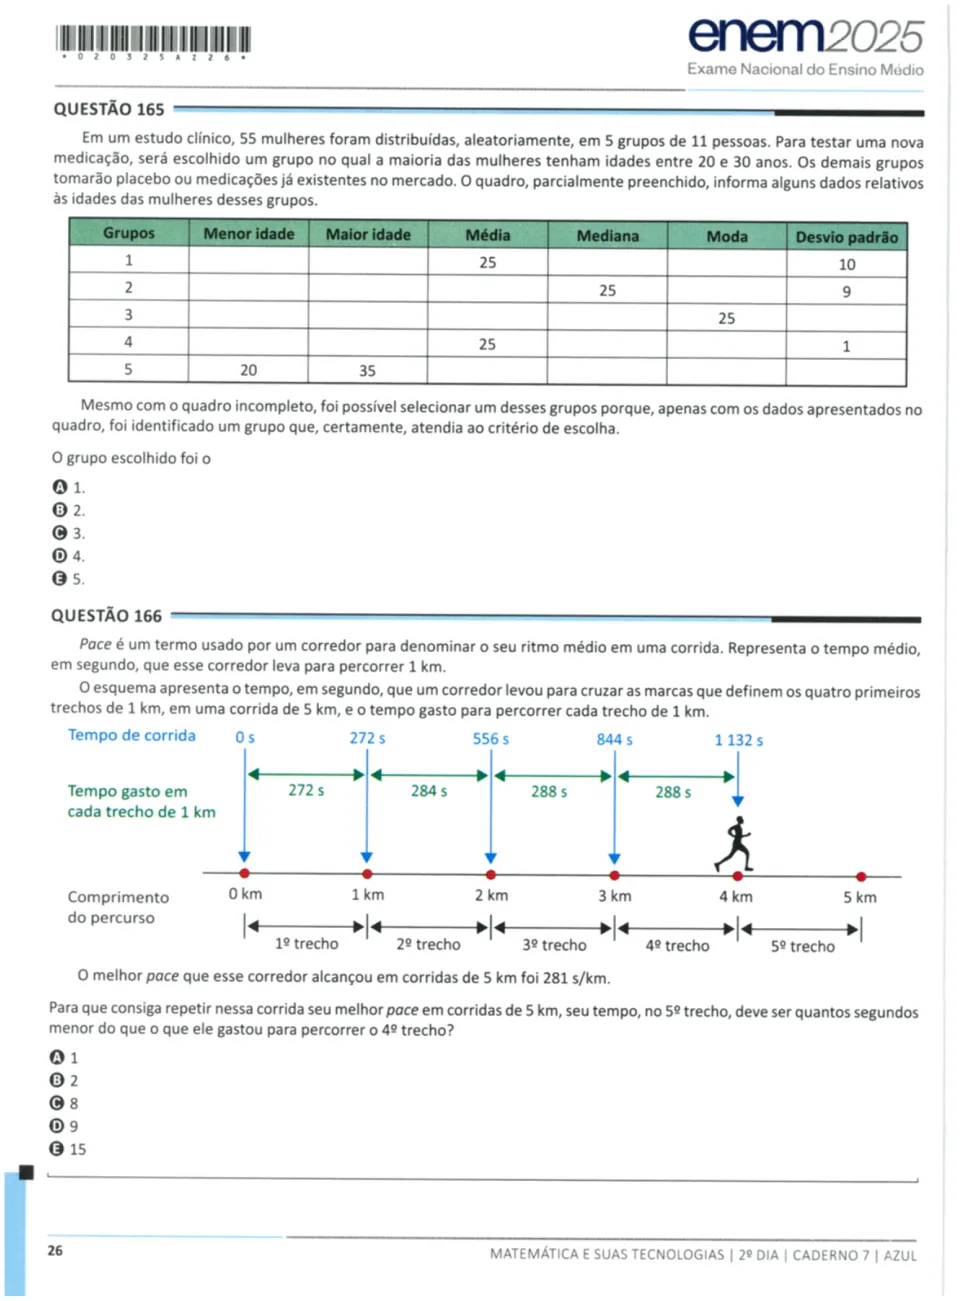 * 0 2 0 3 2 5 A Z 2 6 *
enem2025
Exame Nacional do Ensino Médio
QUESTÃO 165
Em um estudo clínico, 55 mulheres foram distribuídas, aleatoriamente, em 5 grupos de 11 pessoas. Para testar uma nova
medicação, será escolhido um grupo no qual a maioria das mulheres tenham idades entre 20 e 30 anos. Os demais grupos
tomarão placebo ou medicações já existentes no mercado. O quadro, parcialmente preenchido, informa alguns dados relativos
às idades das mulheres desses grupos.
Grupos Menor idade Maior idade Média Mediana Moda Desvio padrão
1 25 10
2 25 9
3 25
4 25 1
5 20 35
Mesmo com o quadro incompleto, foi possível selecionar um desses grupos porque, apenas com os dados apresentados no
quadro, foi identificado um grupo que, certamente, atendia ao critério de escolha.
O grupo escolhido foi o
A 1.
B 2.
C 3.
D 4.
E 5.
QUESTÃO 166
Pace é um termo usado por um corredor para denominar o seu ritmo médio em uma corrida. Representa o tempo médio,
em segundo, que esse corredor leva para percorrer 1 km.
O esquema apresenta o tempo, em segundo, que um corredor levou para cruzar as marcas que definem os quatro primeiros
trechos de 1 km, em uma corrida de 5 km, e o tempo gasto para percorrer cada trecho de 1 km.
Tempo de corrida 0 s 272 s 556 s 844 s 1 132 s
Tempo gasto em
cada trecho de 1 km
272 s 284 s 288 s 288 s
0 km 1 km 2 km 3 km 4 km 5 km
Comprimento
do percurso
1º trecho 2º trecho 3º trecho 4º trecho 5º trecho
O melhor pace que esse corredor alcançou em corridas de 5 km foi 281 s/km.
Para que consiga repetir nessa corrida seu melhor pace em corridas de 5 km, seu tempo, no 5º trecho, deve ser quantos segundos
menor do que o que ele gastou para percorrer o 4º trecho?
A 1
B 2
C 8
D 9
E 15
26
MATEMÁTICA E SUAS TECNOLOGIAS | 2º DIA | CADERNO 7 | AZUL